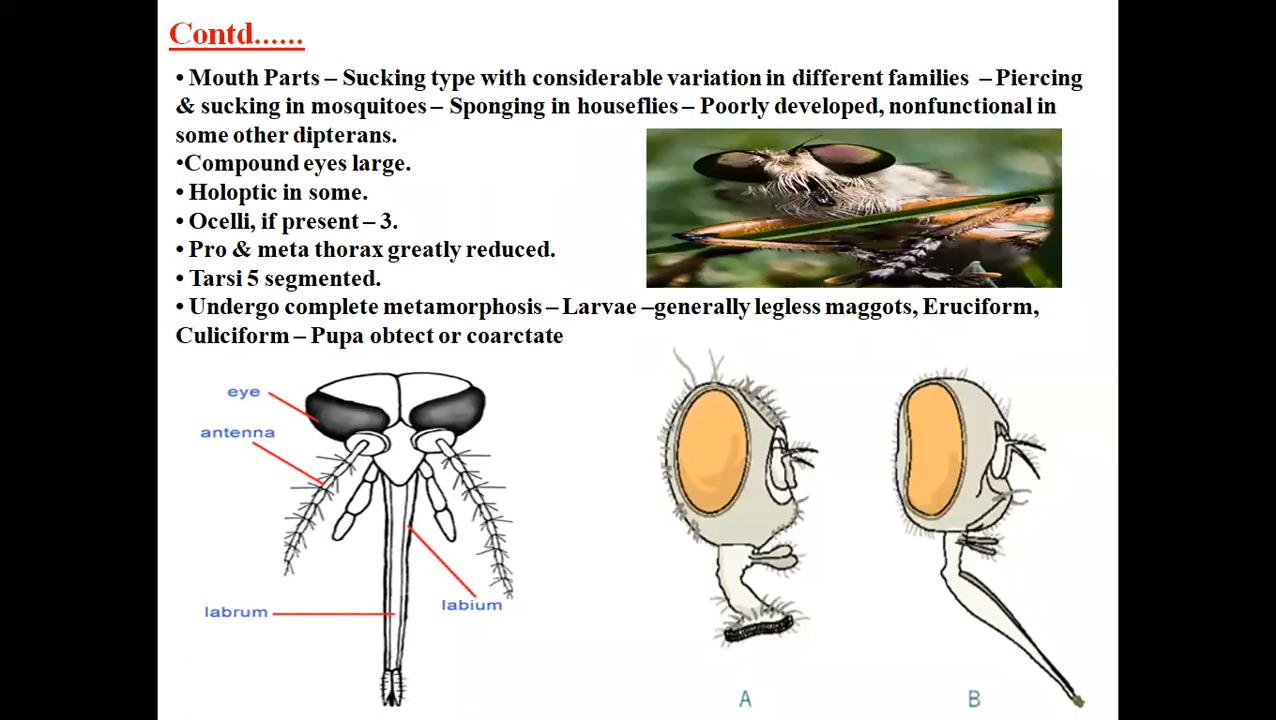 Contd......
• Mouth Parts – Sucking type with considerable variation in different families – Piercing
& sucking in mosquitoes – Sponging in houseflies – Poorly developed, nonfunctional in
some other dipterans.
•Compound eyes large.
• Holoptic in some.
• Ocelli, if present – 3.
• Pro & meta thorax greatly reduced.
• Tarsi 5 segmented.
• Undergo complete metamorphosis – Larvae –generally legless maggots, Eruciform,
Culiciform – Pupa obtect or coarctate
eye
antenna
labrum
labium
A
B